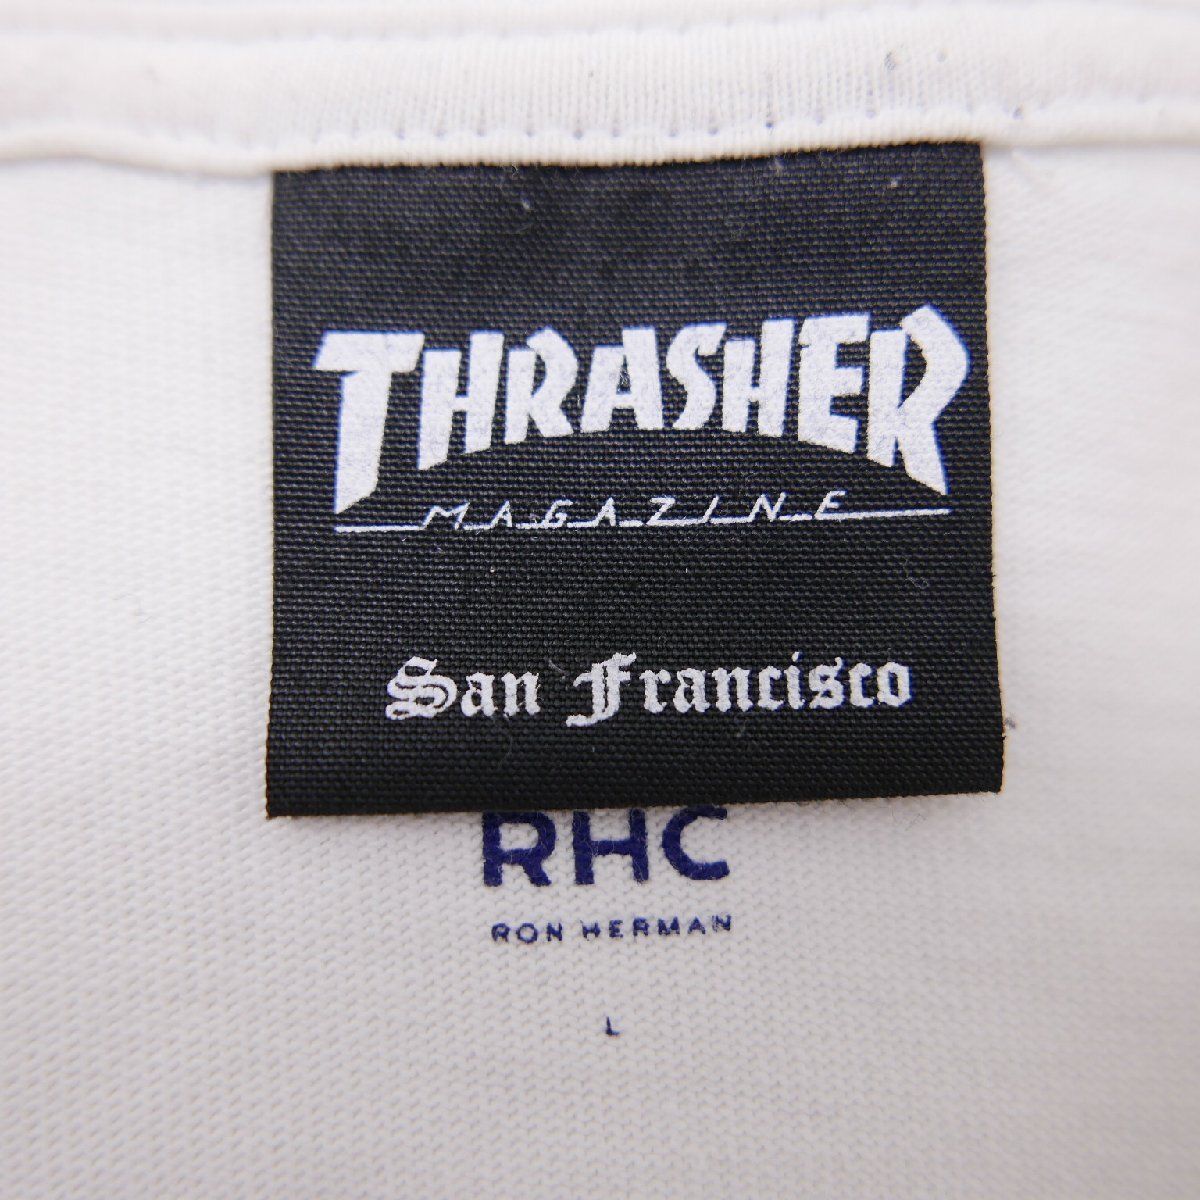 THRASHER
MAGAZINE
San Francisco
RHC
RON HERMAN
L